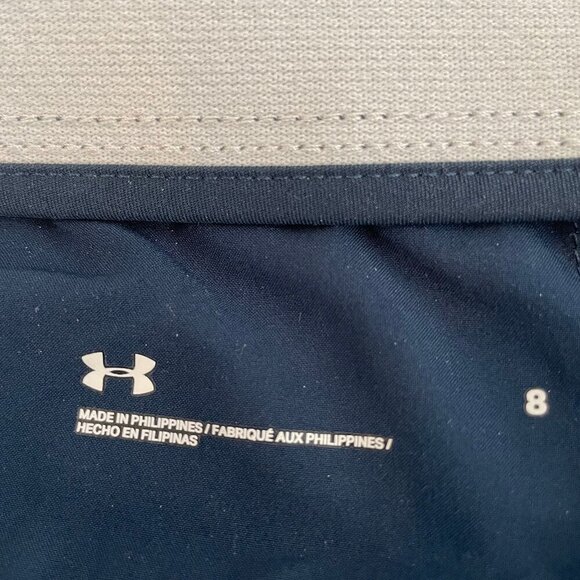 8
MADE IN PHILIPPINES / FABRIQUÉ AUX PHILIPPINES /
HECHO EN FILIPINAS